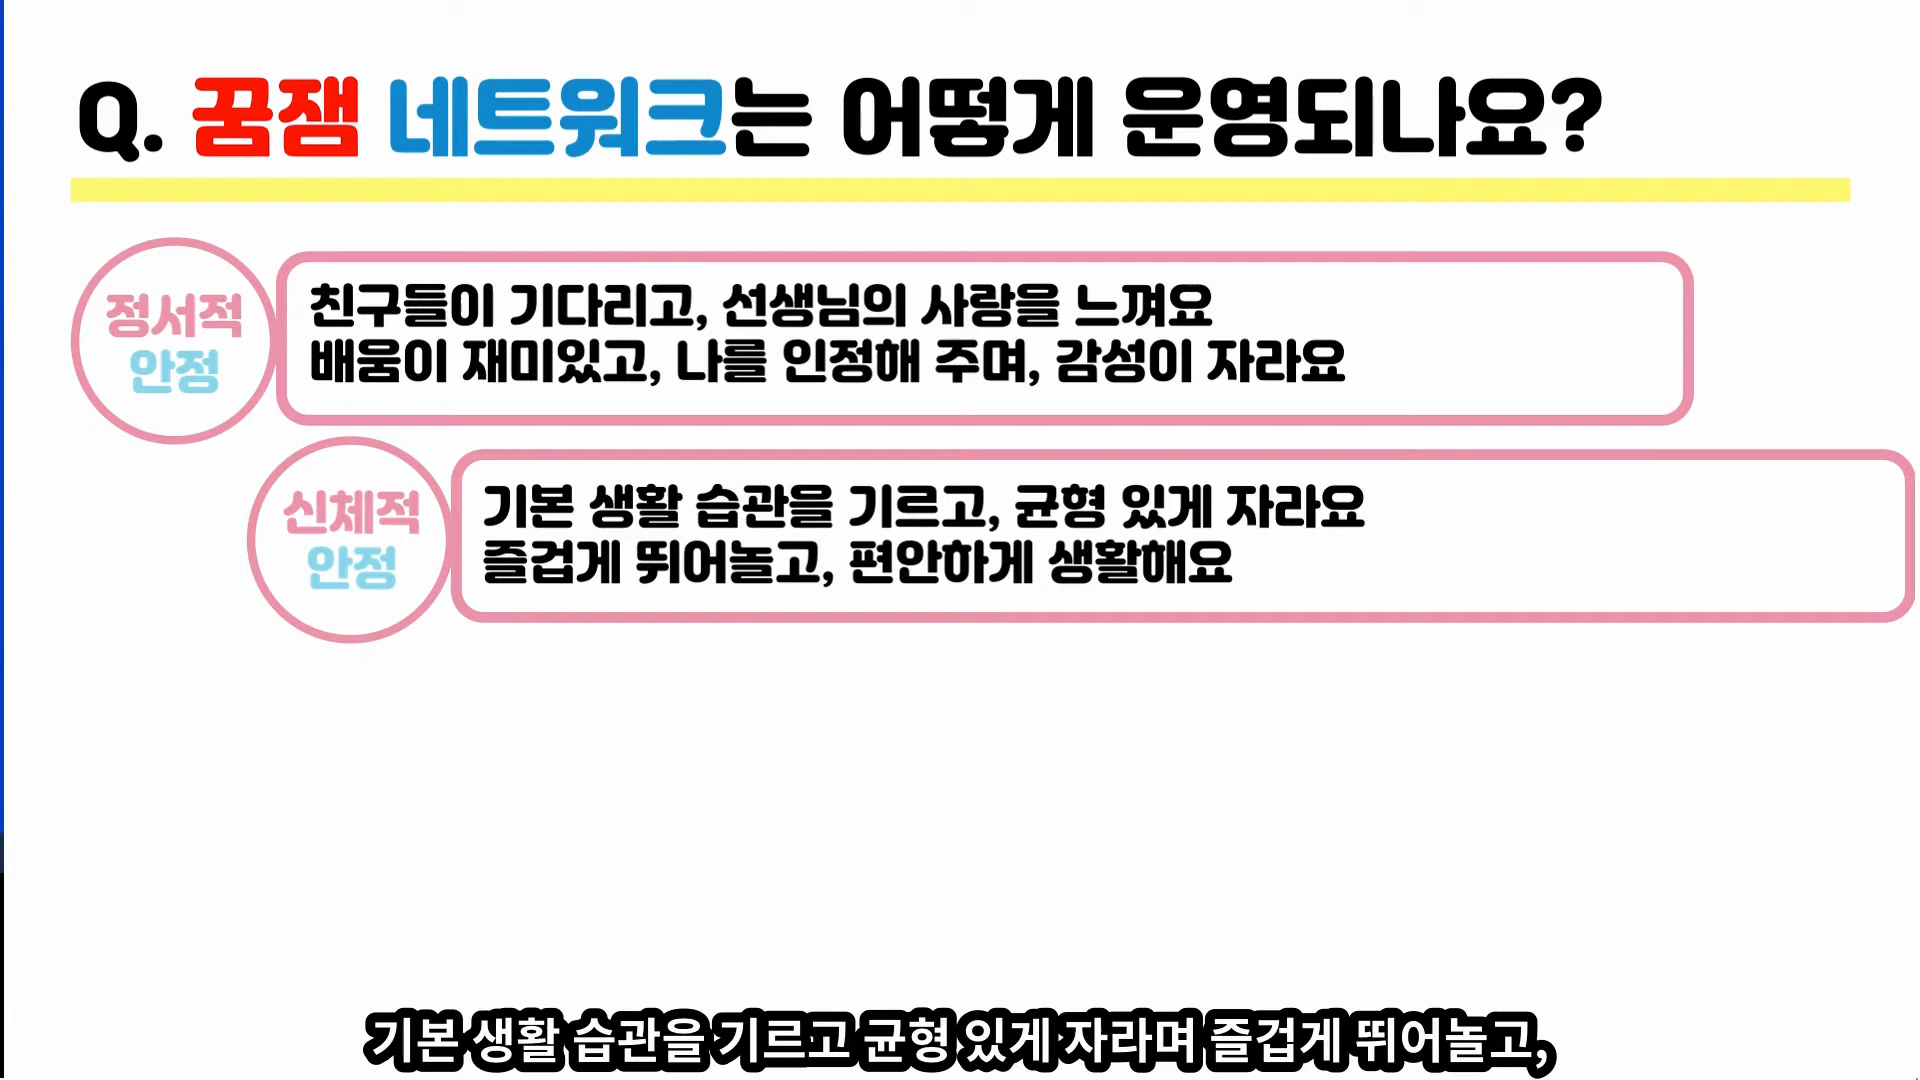 Q. 꿈잼 네트워크는 어떻게 운영되나요?
정서적
안정
친구들이 기다리고, 선생님의 사랑을 느껴요
배움이 재미있고, 나를 인정해 주며, 감성이 자라요
신체적
안정
기본 생활 습관을 기르고, 균형 있게 자라요
즐겁게 뛰어놀고, 편안하게 생활해요
기본 생활 습관을 기르고 균형 있게 자라며 즐겁게 뛰어놀고,